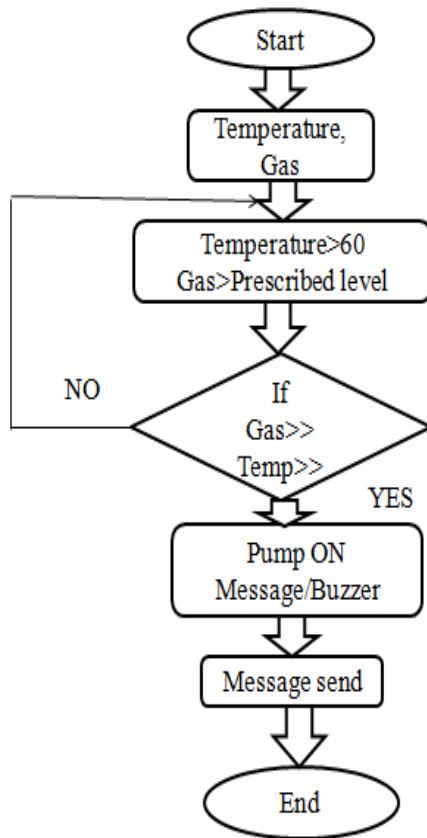 Start
Temperature,
Gas
Temperature>60
Gas>Prescribed level
NO
If
Gas>>
Temp>>
YES
Pump ON
Message/Buzzer
Message send
End